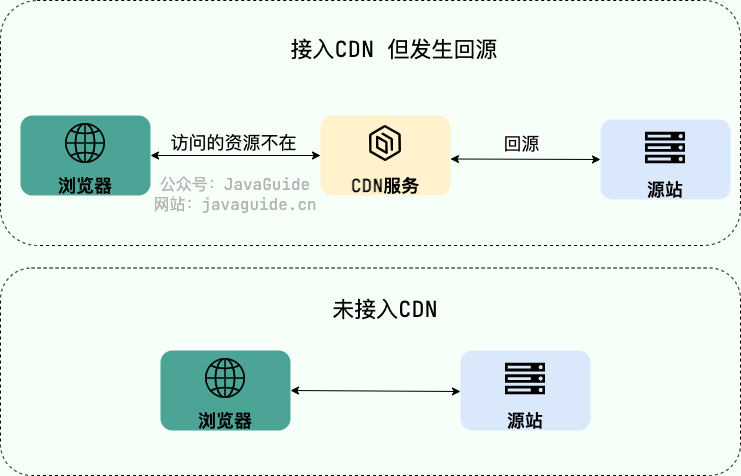 接入CDN 但发生回源
访问的资源不在
回源
浏览器
CDN服务
源站
公众号：JavaGuide
网站：javaguide.cn
未接入CDN
浏览器
源站